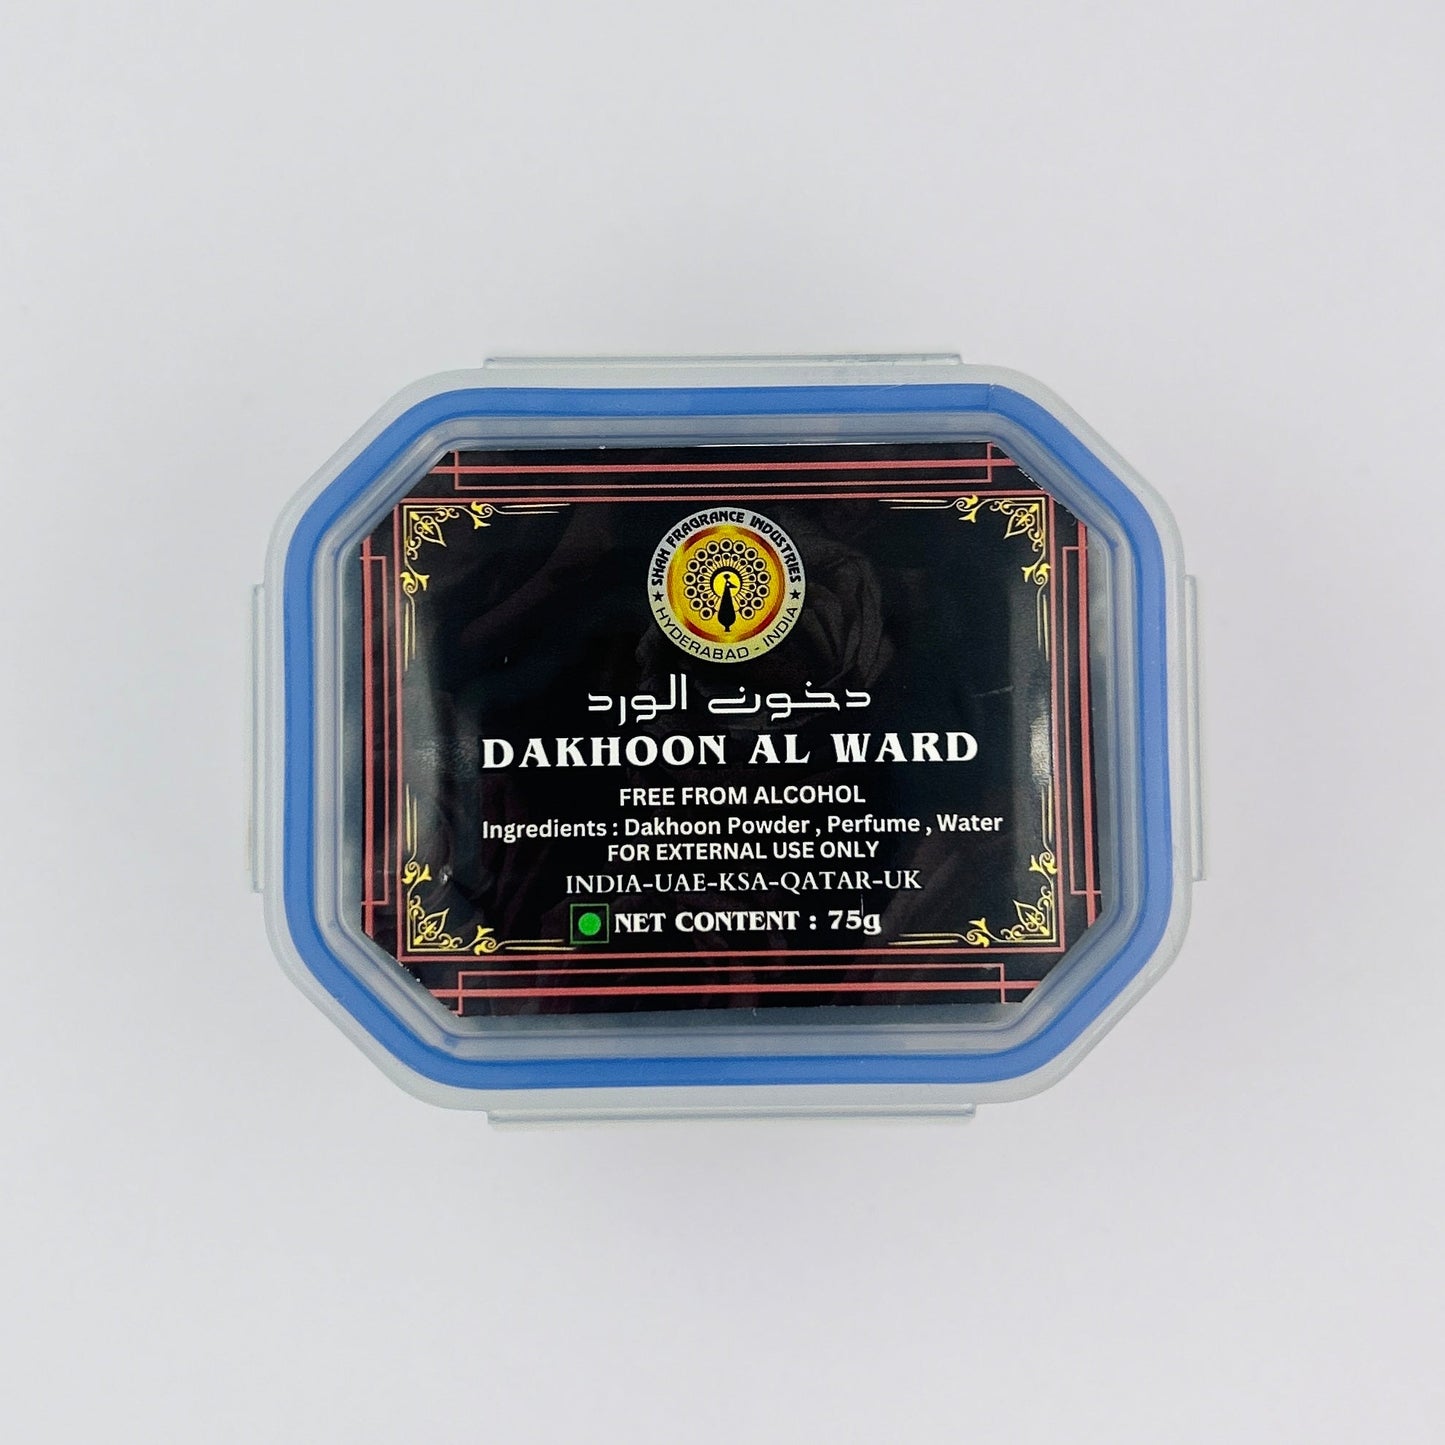 SHAH FRAGRANCE INDUSTRIES
★ HYDERABAD - INDIA ★
دخون الورد
DAKHOON AL WARD
FREE FROM ALCOHOL
Ingredients : Dakhoon Powder , Perfume , Water
FOR EXTERNAL USE ONLY
INDIA-UAE-KSA-QATAR-UK
NET CONTENT : 75g